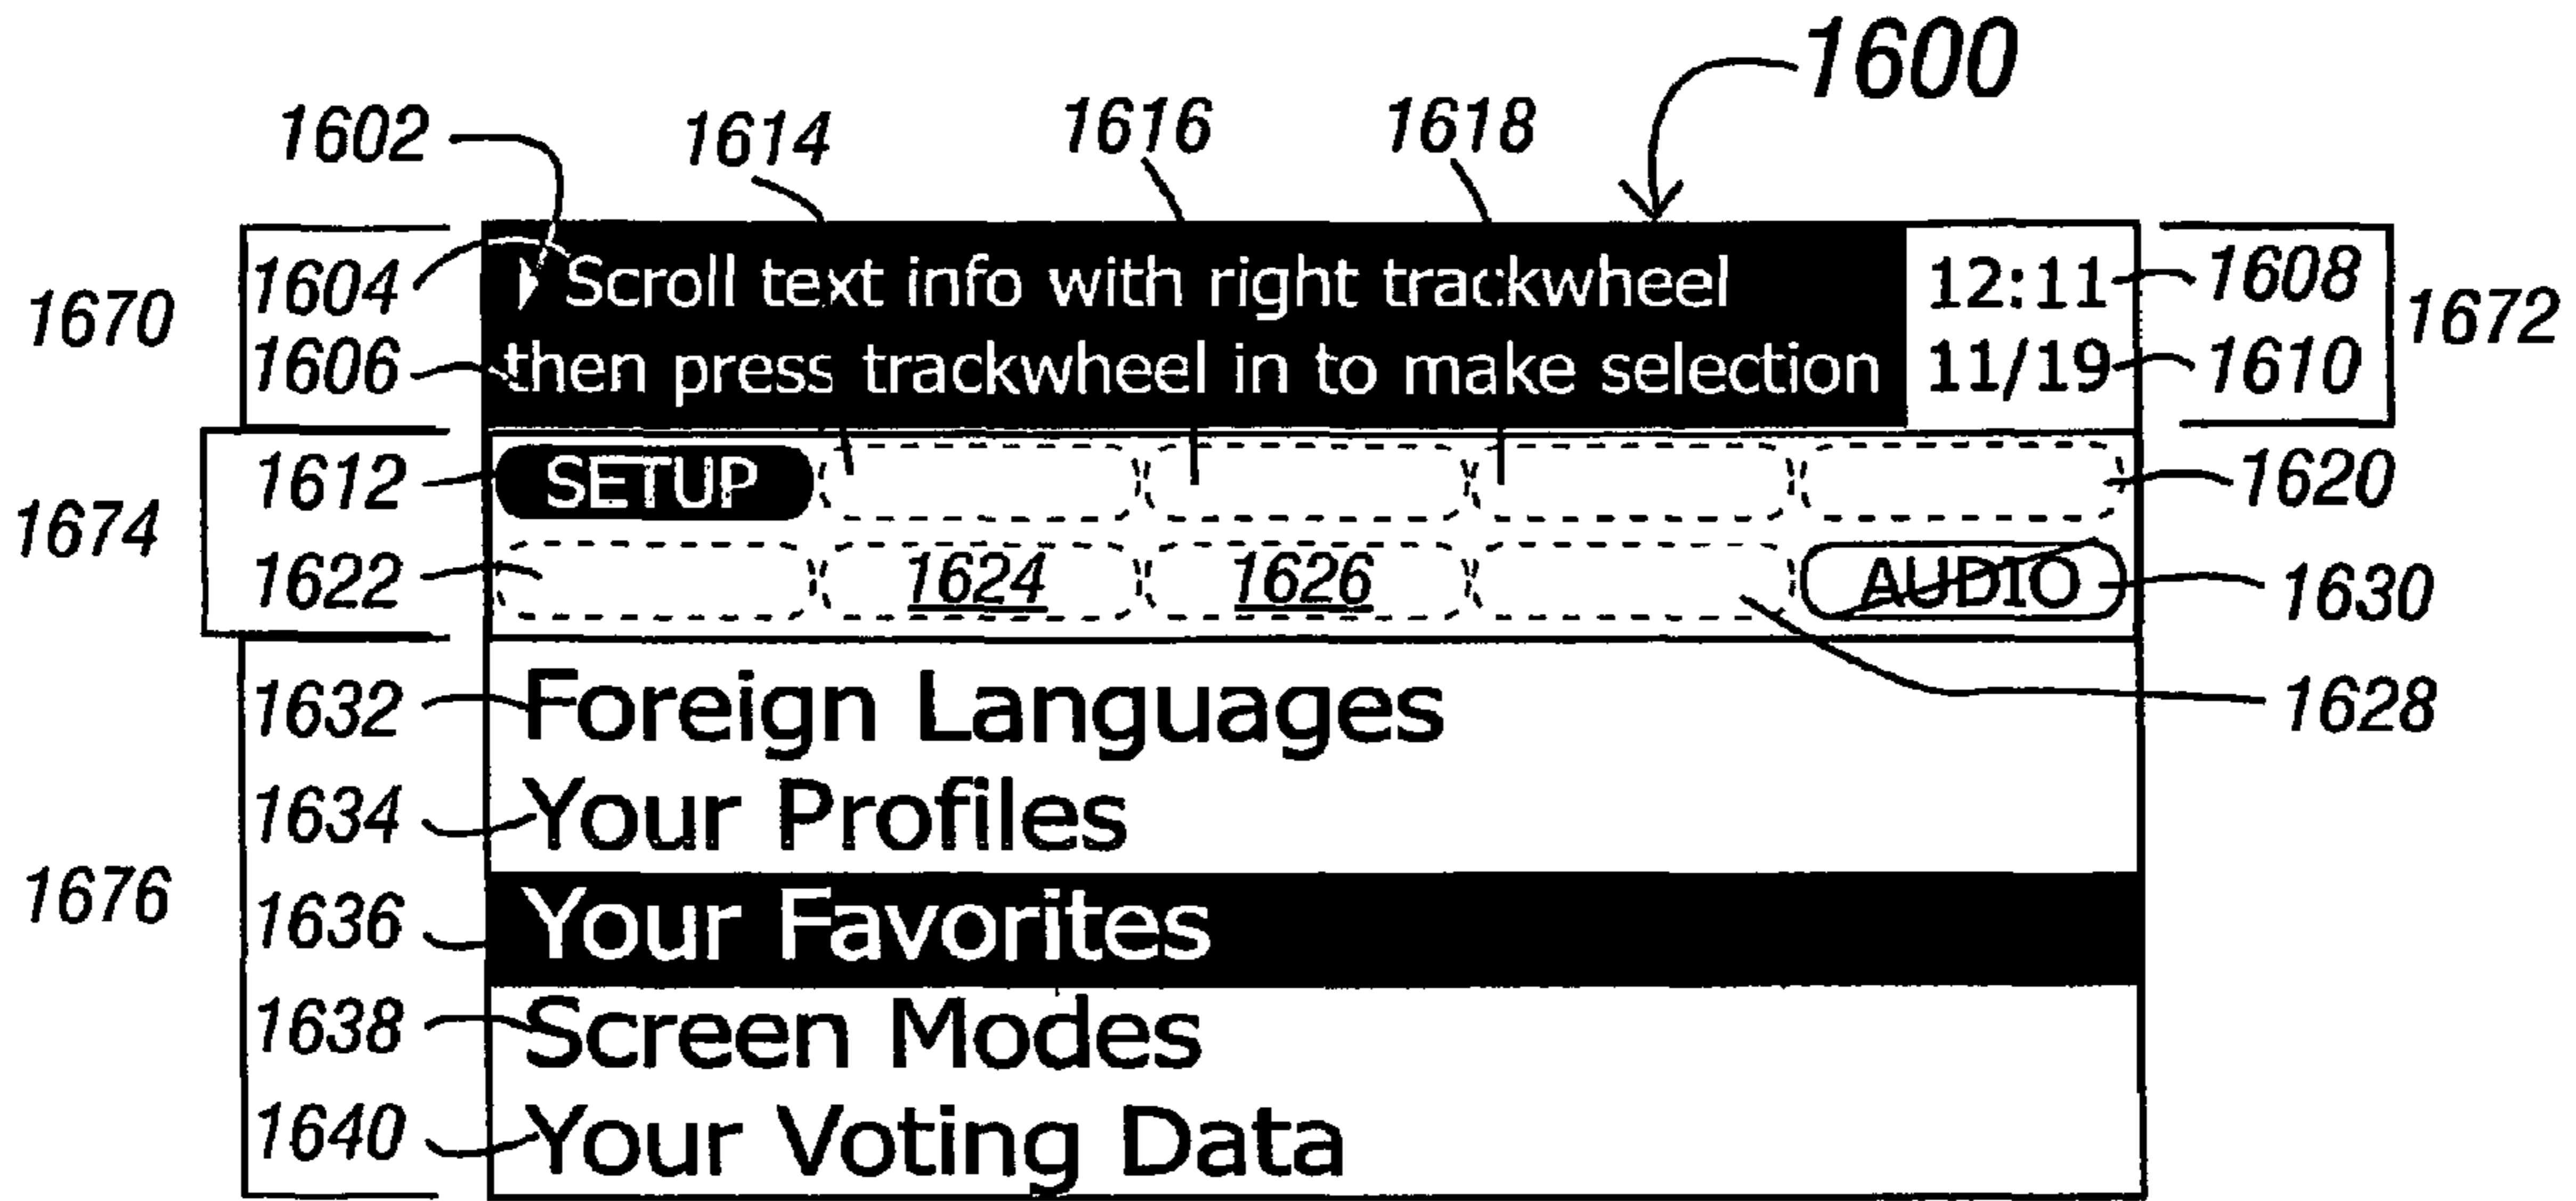 1600
1602 1614 1616 1618
1604 Scroll text info with right trackwheel 12:11 1608
1670 1672
1606 then press trackwheel in to make selection 11/19 1610
1612 SETUP 1620
1674
1622 1624 1626 AUDIO 1630
1632 Foreign Languages 1628
1634 Your Profiles
1676
1636 Your Favorites
1638 Screen Modes
1640 Your Voting Data